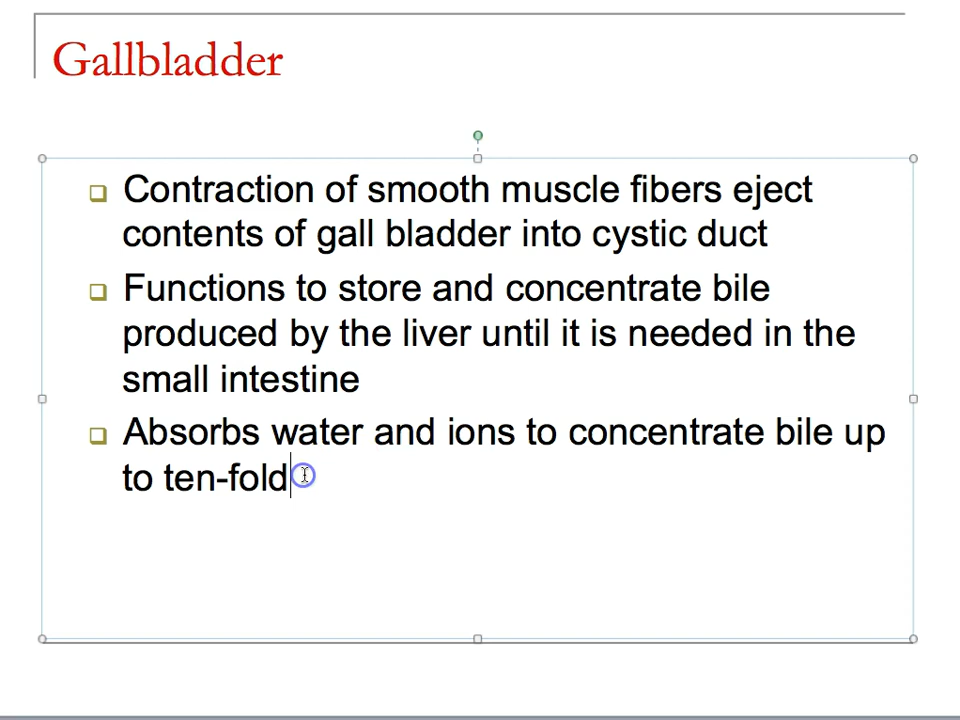 Gallbladder
Contraction of smooth muscle fibers eject
contents of gall bladder into cystic duct
Functions to store and concentrate bile
produced by the liver until it is needed in the
small intestine
Absorbs water and ions to concentrate bile up
to ten-fold